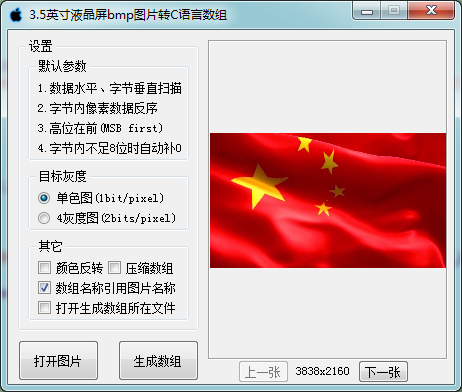 3.5英寸液晶屏bmp图片转C语言数组
设置
默认参数
1.数据水平、字节垂直扫描
2.字节内像素数据反序
3.高位在前(MSB first)
4.字节内不足8位时自动补0
目标灰度
单色图(1bit/pixel)
4灰度图(2bits/pixel)
其它
颜色反转 压缩数组
数组名称引用图片名称
打开生成数组所在文件
打开图片 生成数组
上一张 3838x2160 下一张